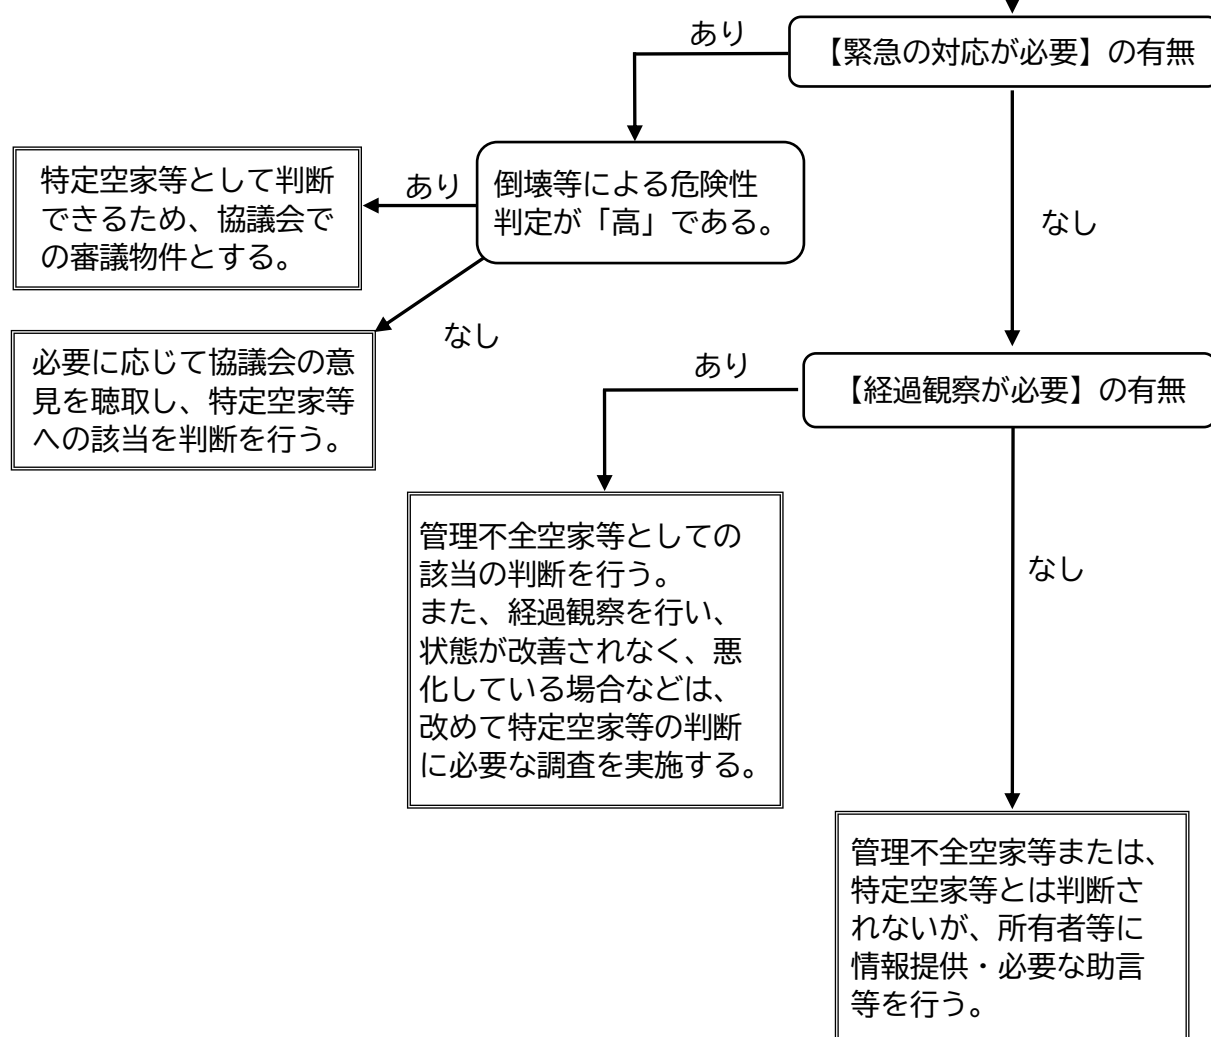 あり
【緊急の対応が必要】の有無
特定空家等として判断
できるため、協議会で
の審議物件とする。
あり
倒壊等による危険性
判定が「高」である。
なし
なし
必要に応じて協議会の意
見を聴取し、特定空家等
への該当を判断を行う。
あり
【経過観察が必要】の有無
管理不全空家等としての
該当の判断を行う。
また、経過観察を行い、
状態が改善されなく、悪
化している場合などは、
改めて特定空家等の判断
に必要な調査を実施する。
なし
管理不全空家等または、
特定空家等とは判断さ
れないが、所有者等に
情報提供・必要な助言
等を行う。